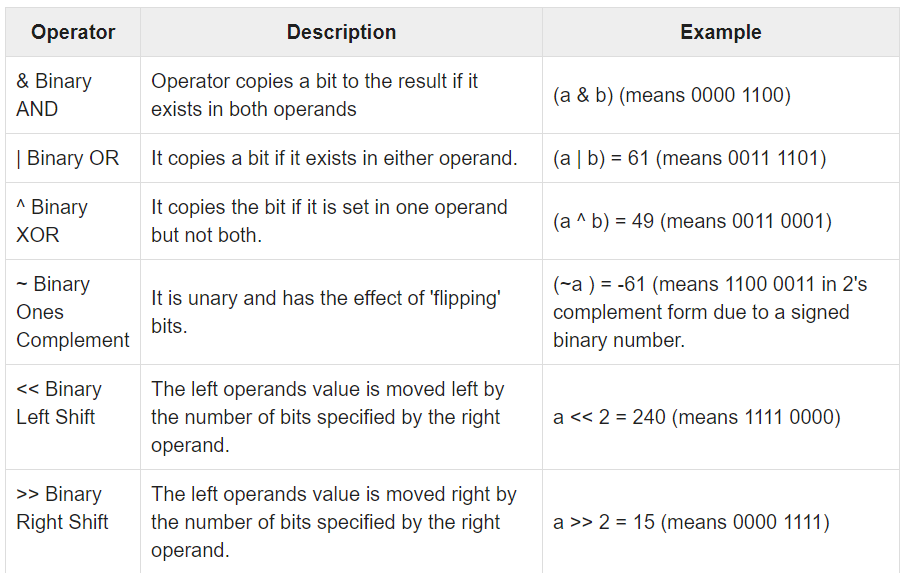 Operator Description Example
& Binary
AND
Operator copies a bit to the result if it
exists in both operands
(a & b) (means 0000 1100)
| Binary OR
It copies a bit if it exists in either operand.
(a | b) = 61 (means 0011 1101)
^ Binary
XOR
It copies the bit if it is set in one operand
but not both.
(a ^ b) = 49 (means 0011 0001)
~ Binary
Ones
Complement
It is unary and has the effect of 'flipping'
bits.
(~a ) = -61 (means 1100 0011 in 2's
complement form due to a signed
binary number.
<< Binary
Left Shift
The left operands value is moved left by
the number of bits specified by the right
operand.
a << 2 = 240 (means 1111 0000)
>> Binary
Right Shift
The left operands value is moved right by
the number of bits specified by the right
operand.
a >> 2 = 15 (means 0000 1111)